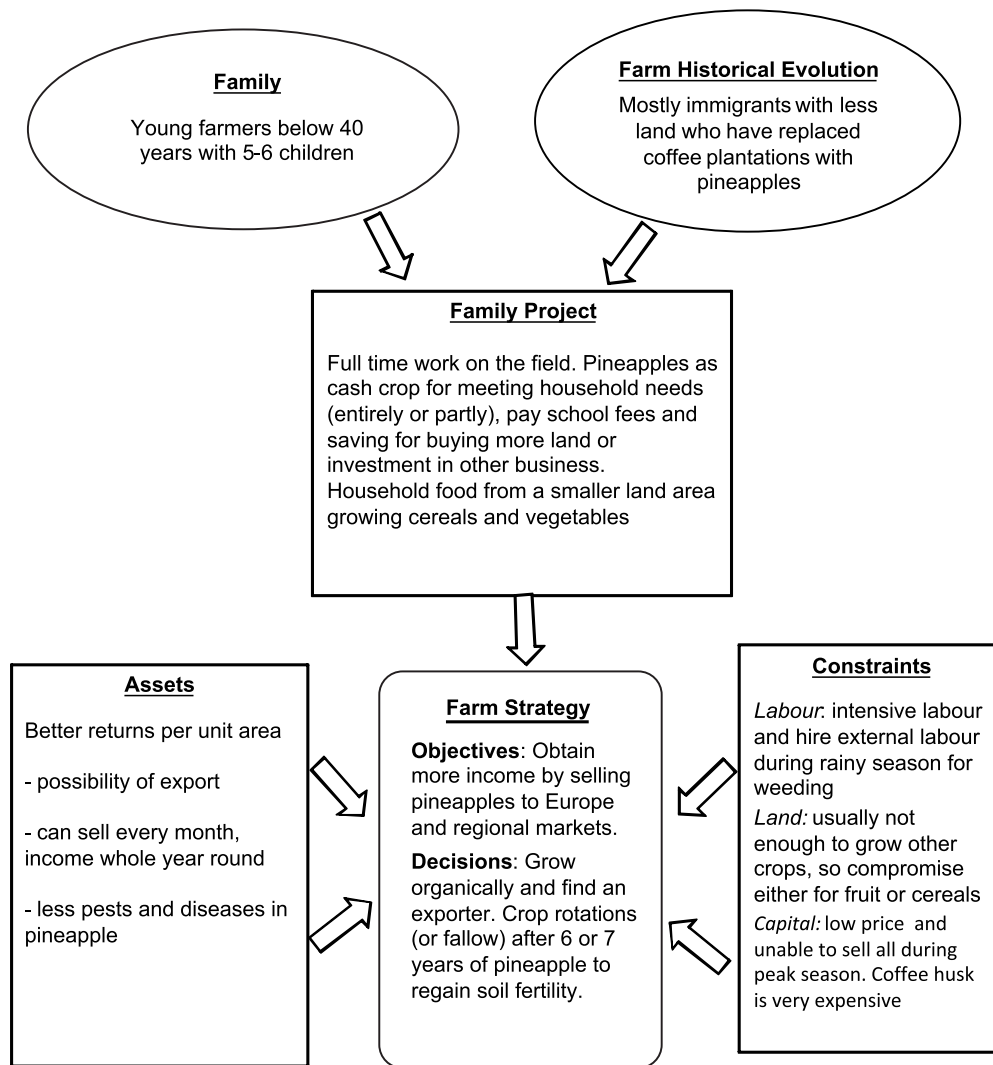 Family
Young farmers below 40
years with 5-6 children
Farm Historical Evolution
Mostly immigrants with less
land who have replaced
coffee plantations with
pineapples
Family Project
Full time work on the field. Pineapples as
cash crop for meeting household needs
(entirely or partly), pay school fees and
saving for buying more land or
investment in other business.
Household food from a smaller land area
growing cereals and vegetables
Assets
Better returns per unit area
- possibility of export
- can sell every month,
income whole year round
- less pests and diseases in
pineapple
Farm Strategy
Objectives: Obtain
more income by selling
pineapples to Europe
and regional markets.
Decisions: Grow
organically and find an
exporter. Crop rotations
(or fallow) after 6 or 7
years of pineapple to
regain soil fertility.
Constraints
Labour: intensive labour
and hire external labour
during rainy season for
weeding
Land: usually not
enough to grow other
crops, so compromise
either for fruit or cereals
Capital: low price and
unable to sell all during
peak season. Coffee husk
is very expensive